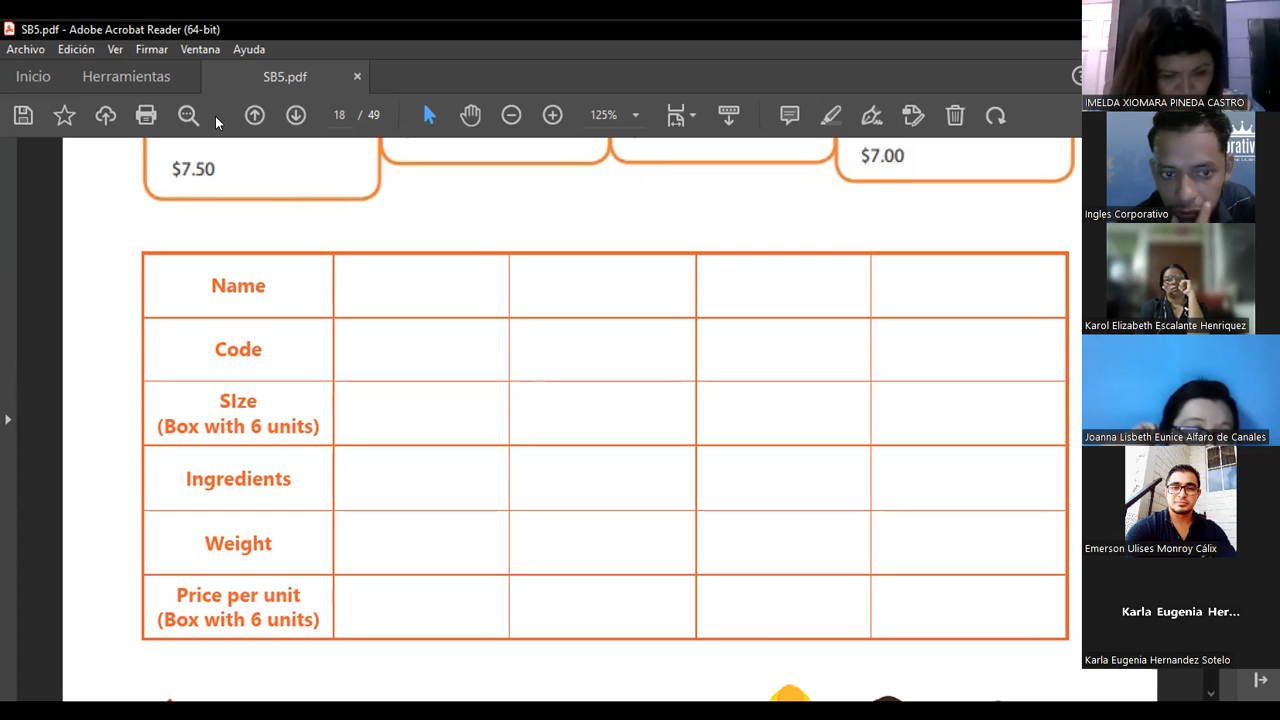 SB5.pdf - Adobe Acrobat Reader (64-bit)
Archivo Edición Ver Firmar Ventana Ayuda
Inicio Herramientas SB5.pdf ×
18 / 49 125%
$7.50
$7.00
Name
Code
SIze
(Box with 6 units)
Ingredients
Weight
Price per unit
(Box with 6 units)
IMELDA XIOMARA PINEDA CASTRO
orativo
Ingles Corporativo
Karol Elizabeth Escalante Henriquez
Joanna Lisbeth Eunice Alfaro de Canales
Emerson Ulises Monroy Cálix
Karla Eugenia Her...
Karla Eugenia Hernandez Sotelo